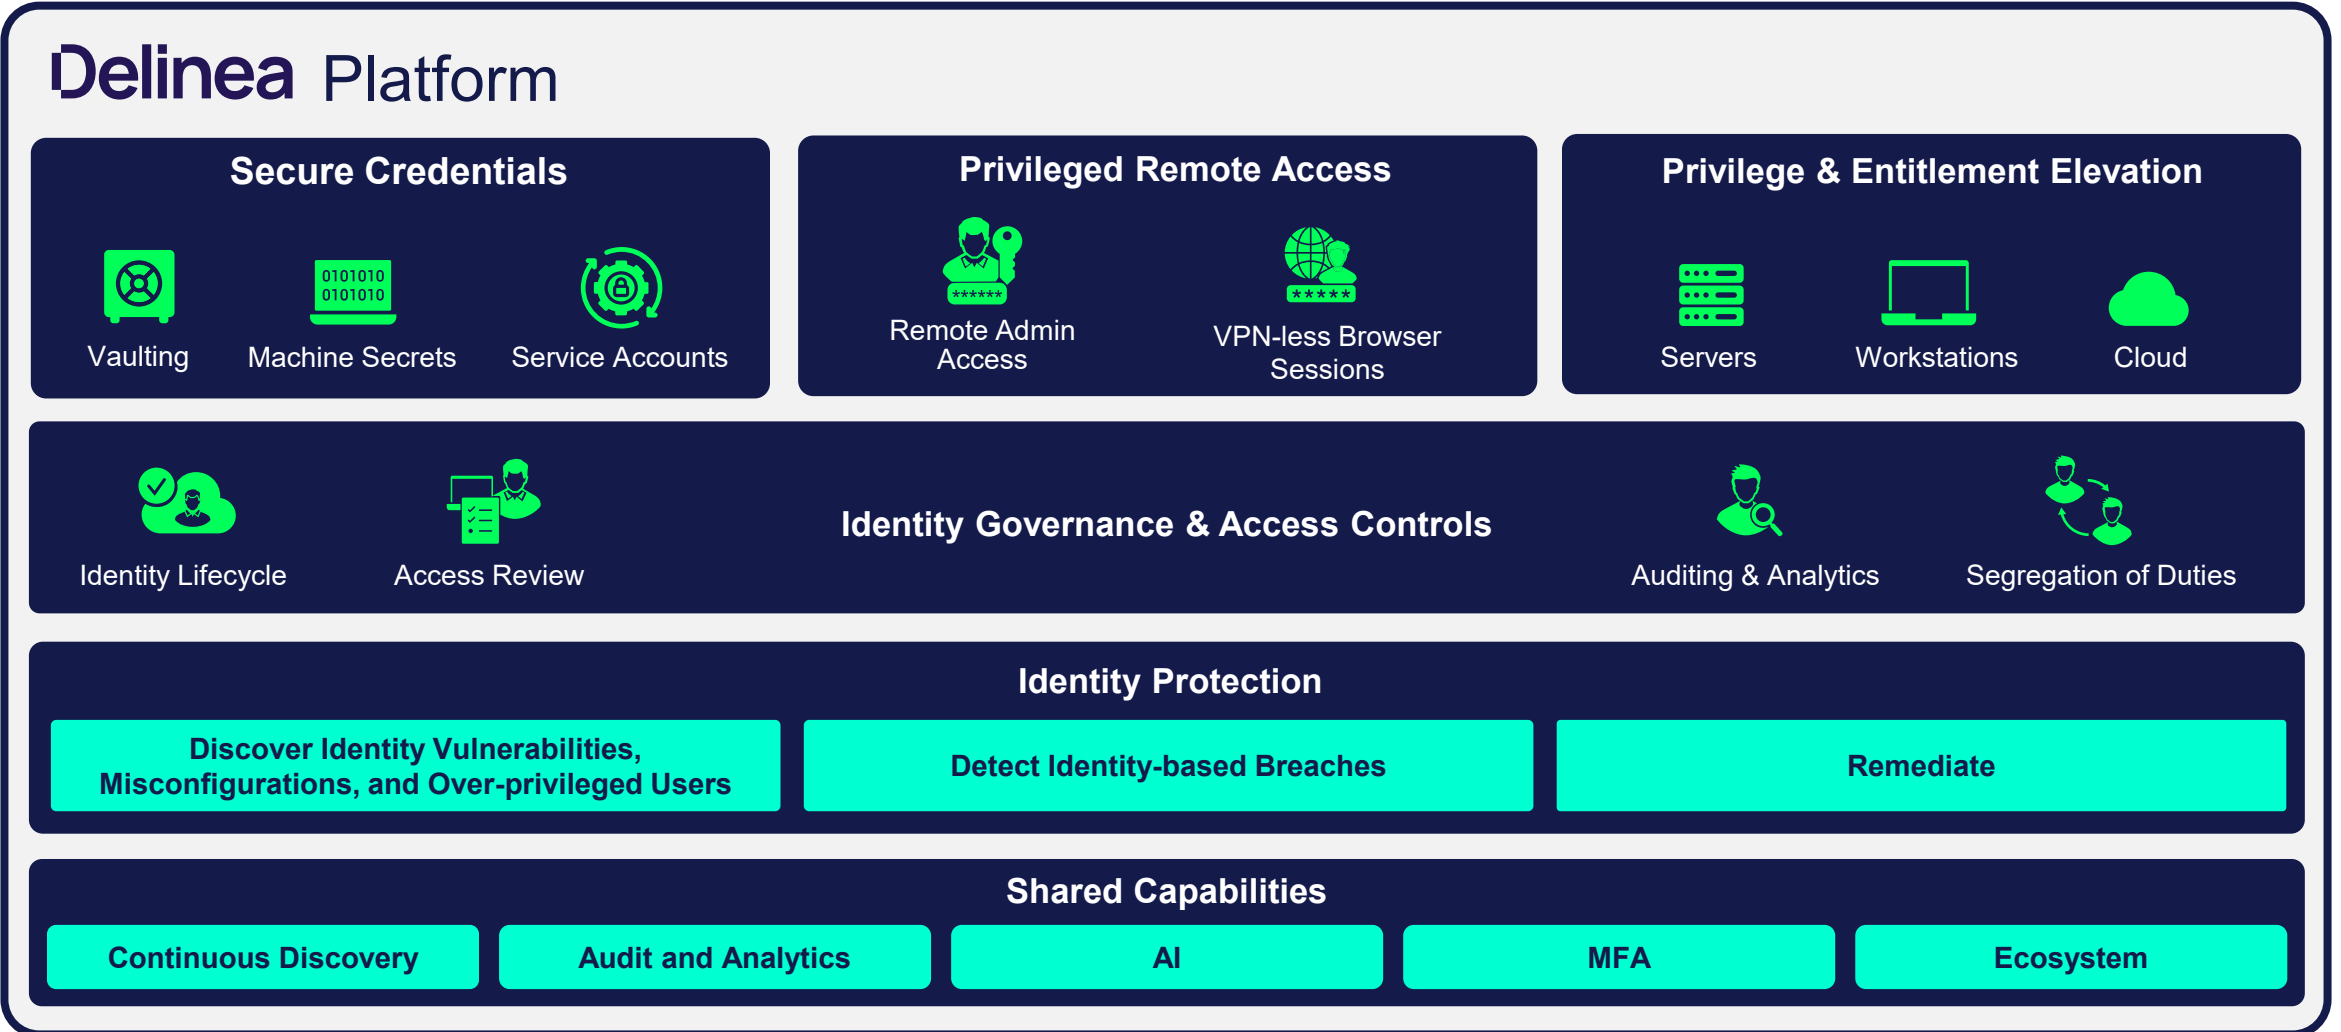 Delinea Platform
Secure Credentials
0101010
0101010
Vaulting
Machine Secrets
Service Accounts
Privileged Remote Access
******
*****
Remote Admin
Access
VPN-less Browser
Sessions
Privilege & Entitlement Elevation
Servers
Workstations
Cloud
Identity Governance & Access Controls
Identity Lifecycle
Access Review
Auditing & Analytics
Segregation of Duties
Identity Protection
Discover Identity Vulnerabilities,
Misconfigurations, and Over-privileged Users
Detect Identity-based Breaches
Remediate
Shared Capabilities
Continuous Discovery
Audit and Analytics
AI
MFA
Ecosystem